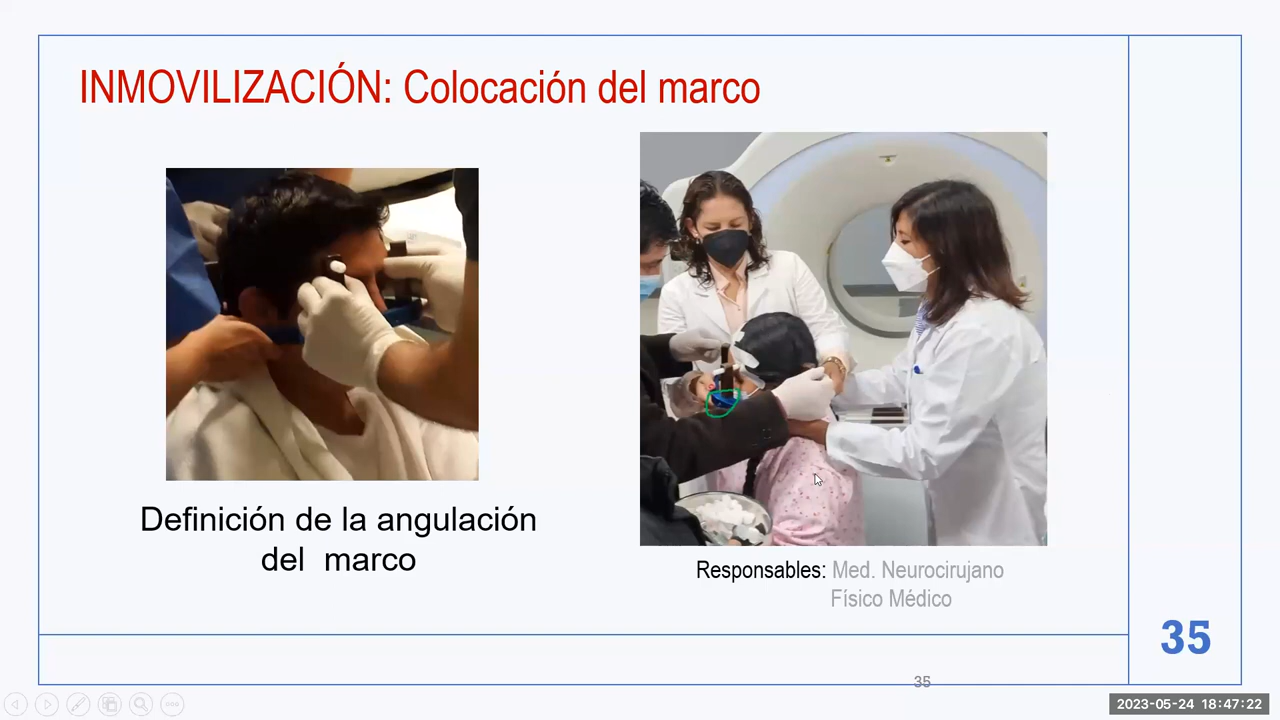 INMOVILIZACIÓN: Colocación del marco
Definición de la angulación
del marco
Responsables: Med. Neurocirujano
Físico Médico
35
35
2023-05-24 18:47:22